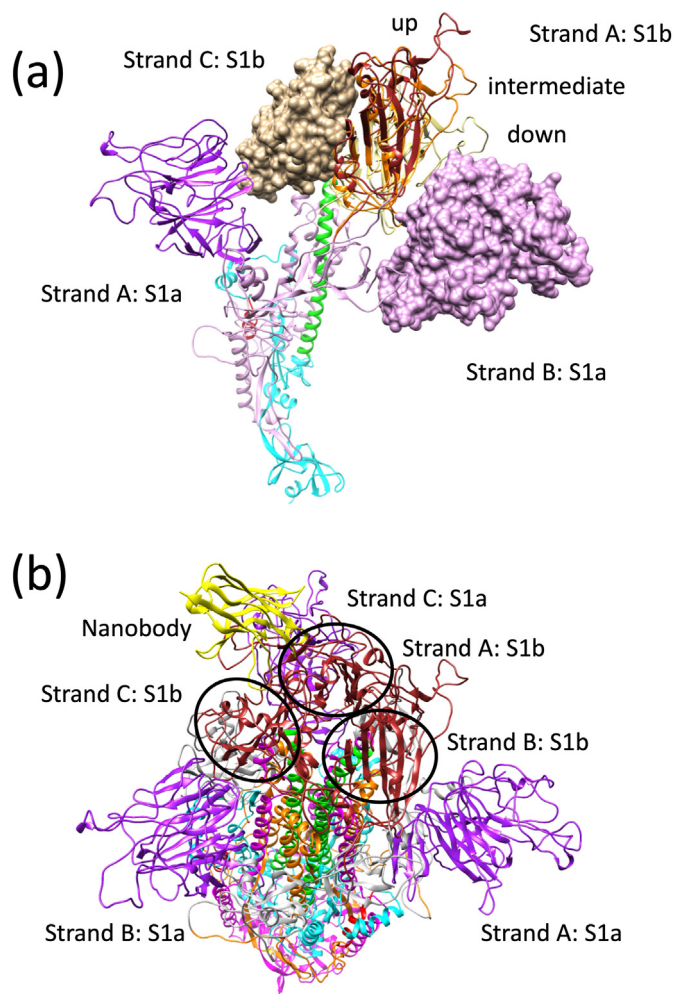 (a)
Strand C: S1b
up
Strand A: S1b
intermediate
down
Strand A: S1a
Strand B: S1a
(b)
Nanobody
Strand C: S1a
Strand A: S1b
Strand C: S1b
Strand B: S1b
Strand B: S1a
Strand A: S1a